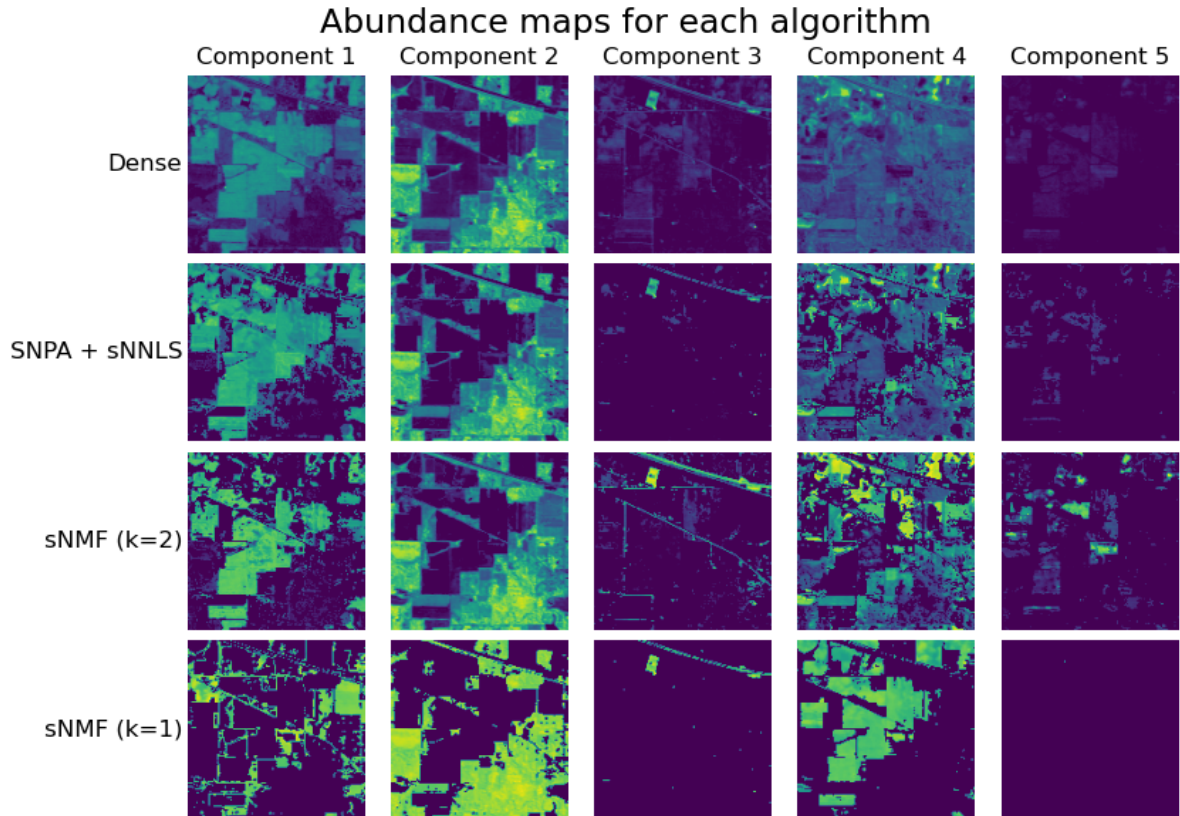 Abundance maps for each algorithm
Component 1 Component 2 Component 3 Component 4 Component 5
Dense
SNPA + sNNLS
sNMF (k=2)
sNMF (k=1)